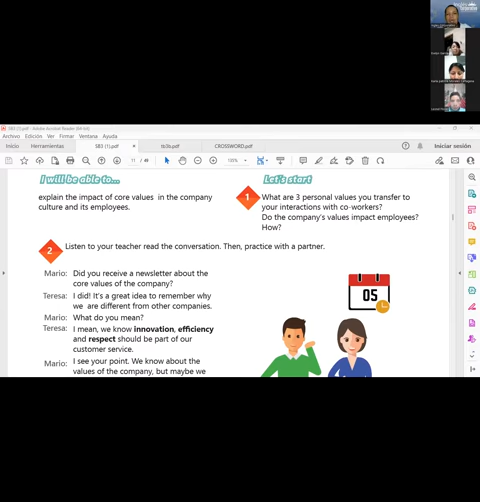 SB3 (1).pdf - Adobe Acrobat Reader (64-bit)
Archivo Edición Ver Firmar Ventana Ayuda
Inicio Herramientas SB3 (1).pdf × tb3b.pdf CROSSWORD.pdf Iniciar sesión
11 / 49
I will be able to...
explain the impact of core values in the company
culture and its employees.
Let's start
1
What are 3 personal values you transfer to
your interactions with co-workers?
Do the company's values impact employees?
How?
2
Listen to your teacher read the conversation. Then, practice with a partner.
Mario: Did you receive a newsletter about the
core values of the company?
Teresa: I did! It's a great idea to remember why
we are different from other companies.
Mario: What do you mean?
Teresa: I mean, we know innovation, efficiency
and respect should be part of our
customer service.
Mario: I see your point. We know about the
values of the company, but maybe we
05